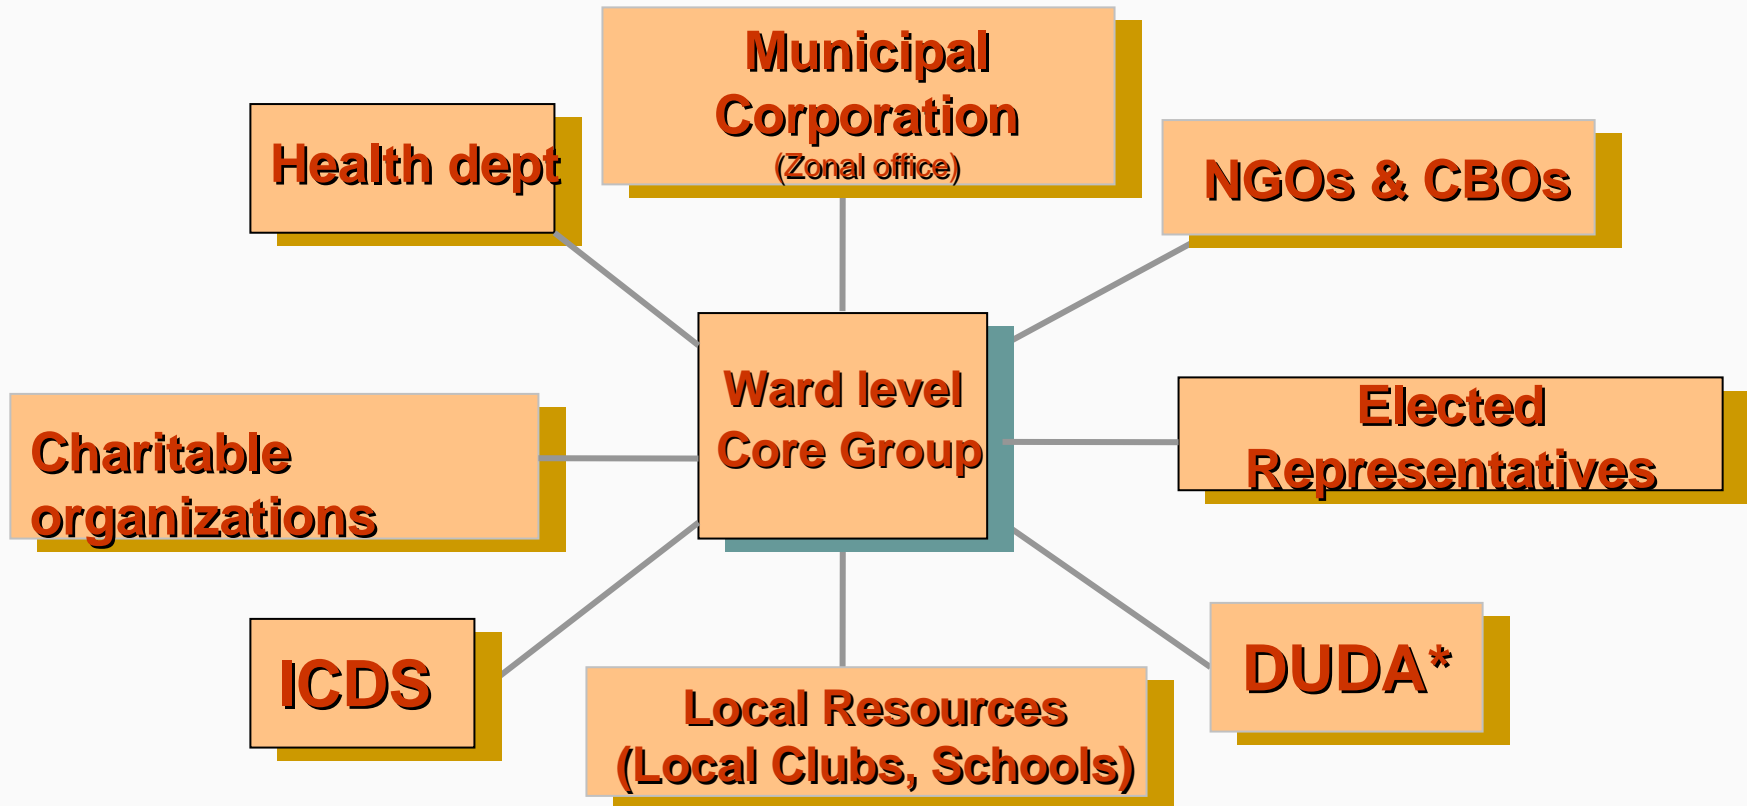 Municipal
Corporation
(Zonal office)
Health dept
NGOs & CBOs
Ward level
Core Group
Elected
Representatives
Charitable
organizations
ICDS
DUDA*
Local Resources
(Local Clubs, Schools)